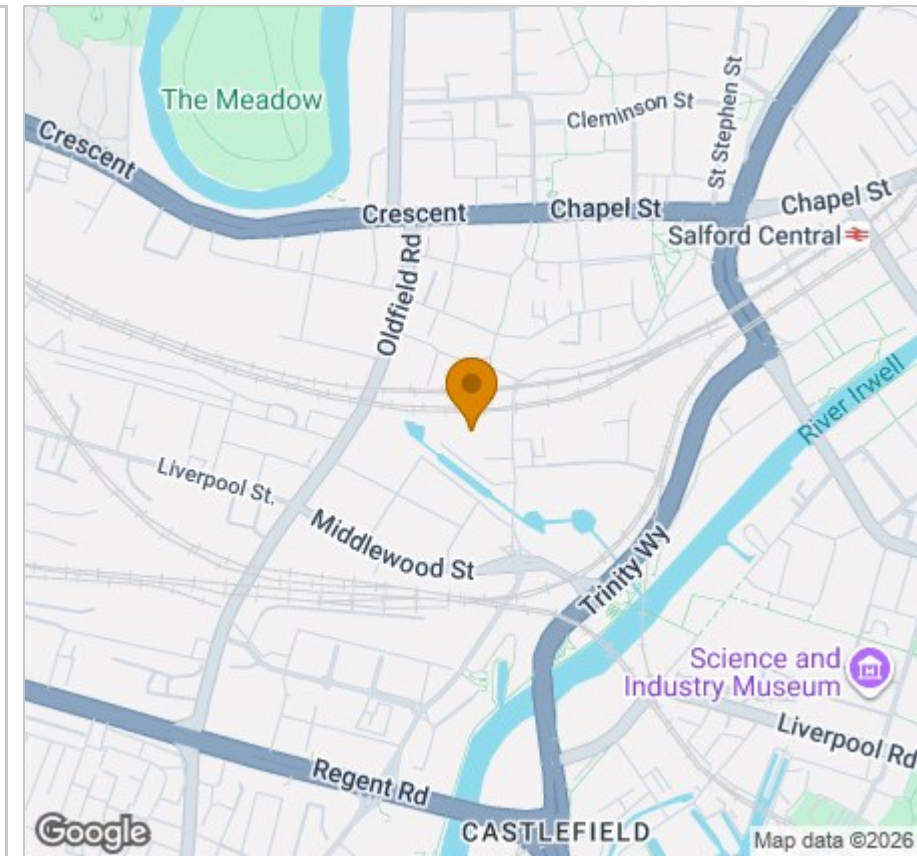 The Meadow
Cleminson St
St Stephen St
Crescent
Crescent
Chapel St
Chapel St
Salford Central
Oldfield Rd
River Irwell
Liverpool St.
Middlewood St
Trinity Wy
Science and
Industry Museum
Liverpool Rd
Regent Rd
CASTLEFIELD
Google
Map data ©2026